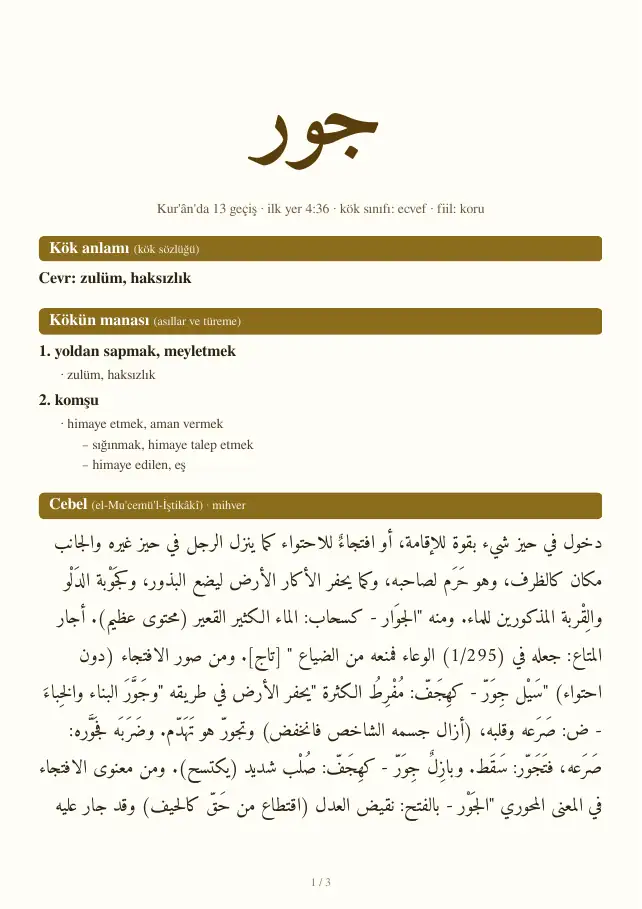 جور
Kur'ân'da 13 geçiş · ilk yer 4:36 · kök sınıfı: ecvef · fiil: koru
Kök anlamı (kök sözlüğü)
Cevr: zulüm, haksızlık
Kökün manası (asıllar ve türeme)
1. yoldan sapmak, meyletmek
· zulüm, haksızlık
2. komşu
· himaye etmek, aman vermek
– sığınmak, himaye talep etmek
– himaye edilen, eş
Cebel (el-Mu'cemü'l-İştikâkî) · mihver
دخول في حيز شيء بقوة للإقامة، أو افتجاءٌ للاحتواء كما ينزل الرجل في حيز غيره والجانب
مكان كالظرف، وهو حَرَم لصاحبه، وكما يحفر الأكار الأرض ليضع البذور، وكَجَوْبة الدَلْو
والقِرْبة المذكورين للماء. ومنه "الجَوَار - كسحاب: الماء الكثير القعير (محتوى عظيم). أجار
المتاع: جعله في (1/295) الوعاء فمنعه من الضياع " [تاج]. ومن صور الافتجاء (دون
احتواء) "سَيْل جِوَرّ - كهِجَفّ: مُفْرِطُ الكثرة "يحفر الأرض في طريقه "وجَوَّرَ البناء والخِباءَ
- ض: صَرَعه وقلبه، (أزال جسمه الشاخص فانخفض) وتجورّ هو تَهَدّم. وضَرَبَه فجَوَّره:
صَرَعه، فتَجَوّر: سَقَط. وبازِلٌ جِوَرّ - كهِجَفّ: صُلْب شديد (يكتسح). ومن معنوى الافتجاء
في المعنى المحوري "الجَوْر - بالفتح: نقيض العدل (اقتطاع من حَقّ كالحيف) وقد جار عليه
1 / 3